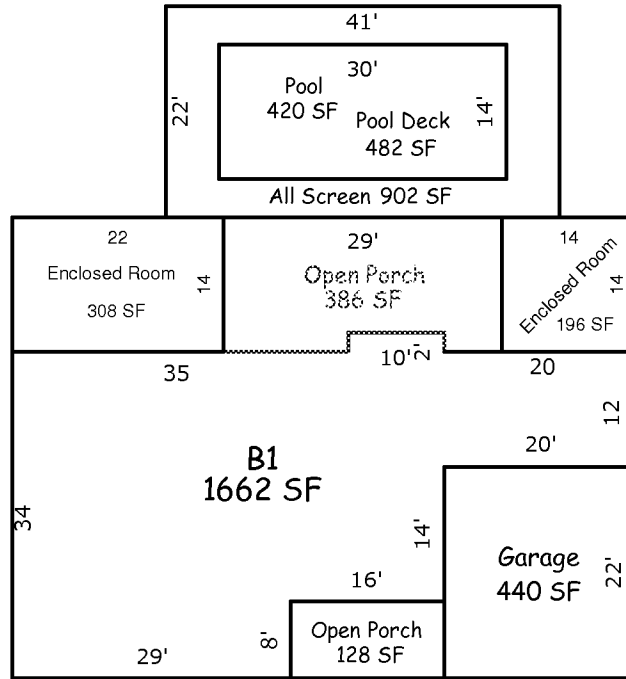 41'
30'
22'
Pool
420 SF
14'
Pool Deck
482 SF
All Screen 902 SF
22
Enclosed Room
14
308 SF
29'
Open Porch
386 SF
14
Enclosed Room
14
196 SF
10'
2'
35
20
12
20'
B1
1662 SF
34
14'
Garage
440 SF
22'
16'
8'
Open Porch
128 SF
29'